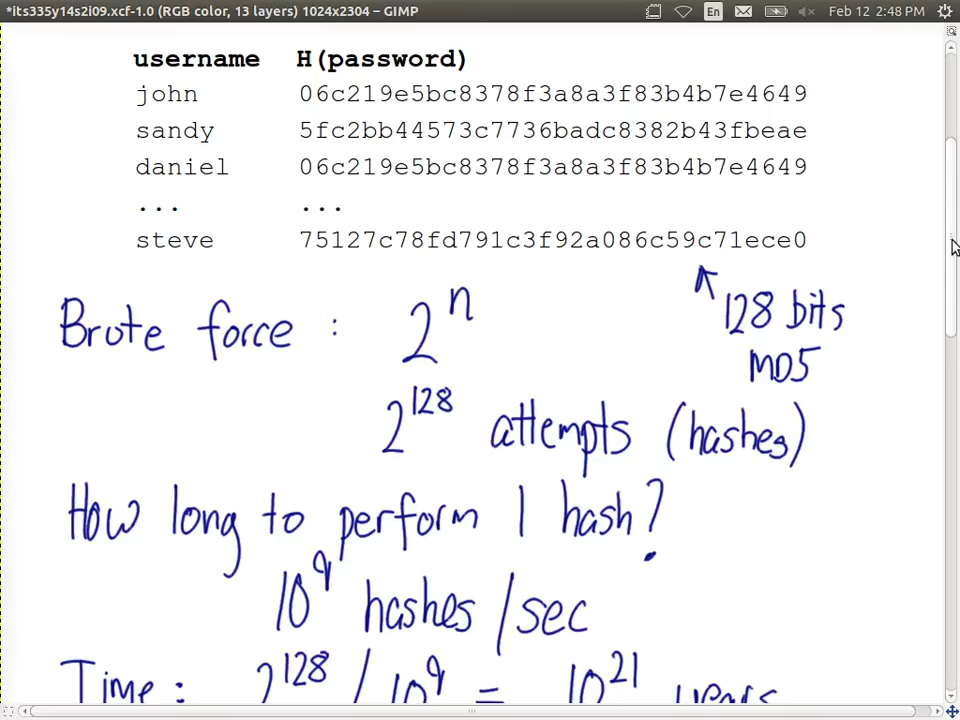 *its335y14s2i09.xcf-1.0 (RGB color, 13 layers) 1024x2304 – GIMP En Feb 12 2:48 PM
username H(password)
john 06c219e5bc8378f3a8a3f83b4b7e4649
sandy 5fc2bb44573c7736badc8382b43fbeae
daniel 06c219e5bc8378f3a8a3f83b4b7e4649
... ...
steve 75127c78fd791c3f92a086c59c71ece0
Brute force : 2^n
128 bits
MD5
2^128 attempts (hashes)
How long to perform 1 hash?
10^9 hashes /sec
Time: 2^128 / 10^9 = 10^21 years